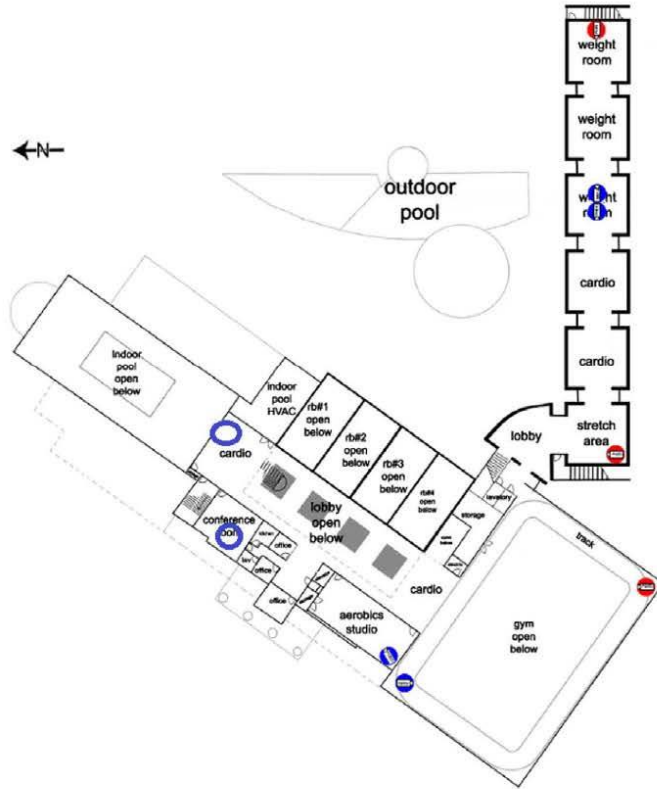 weight
room
weight
room
N
outdoor
pool
weight
room
cardio
cardio
Indoor
pool
open
below
indoor
pool
HVAC
rb#1
open
below
rb#2
open
below
rb#3
open
below
rb#4
open
below
stretch
area
lobby
cardio
lobby
open
below
lavatory
storage
conference
office
office
office
track
cardio
aerobics
studio
gym
open
below